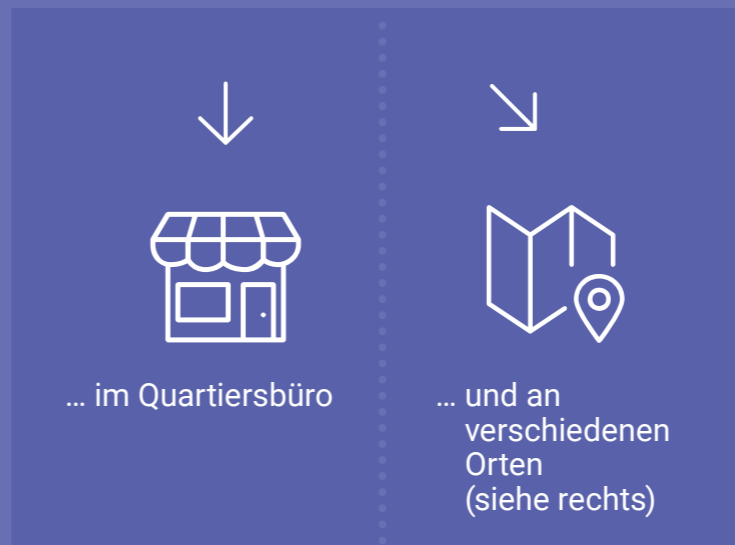 … im Quartiersbüro
… und an
verschiedenen
Orten
(siehe rechts)